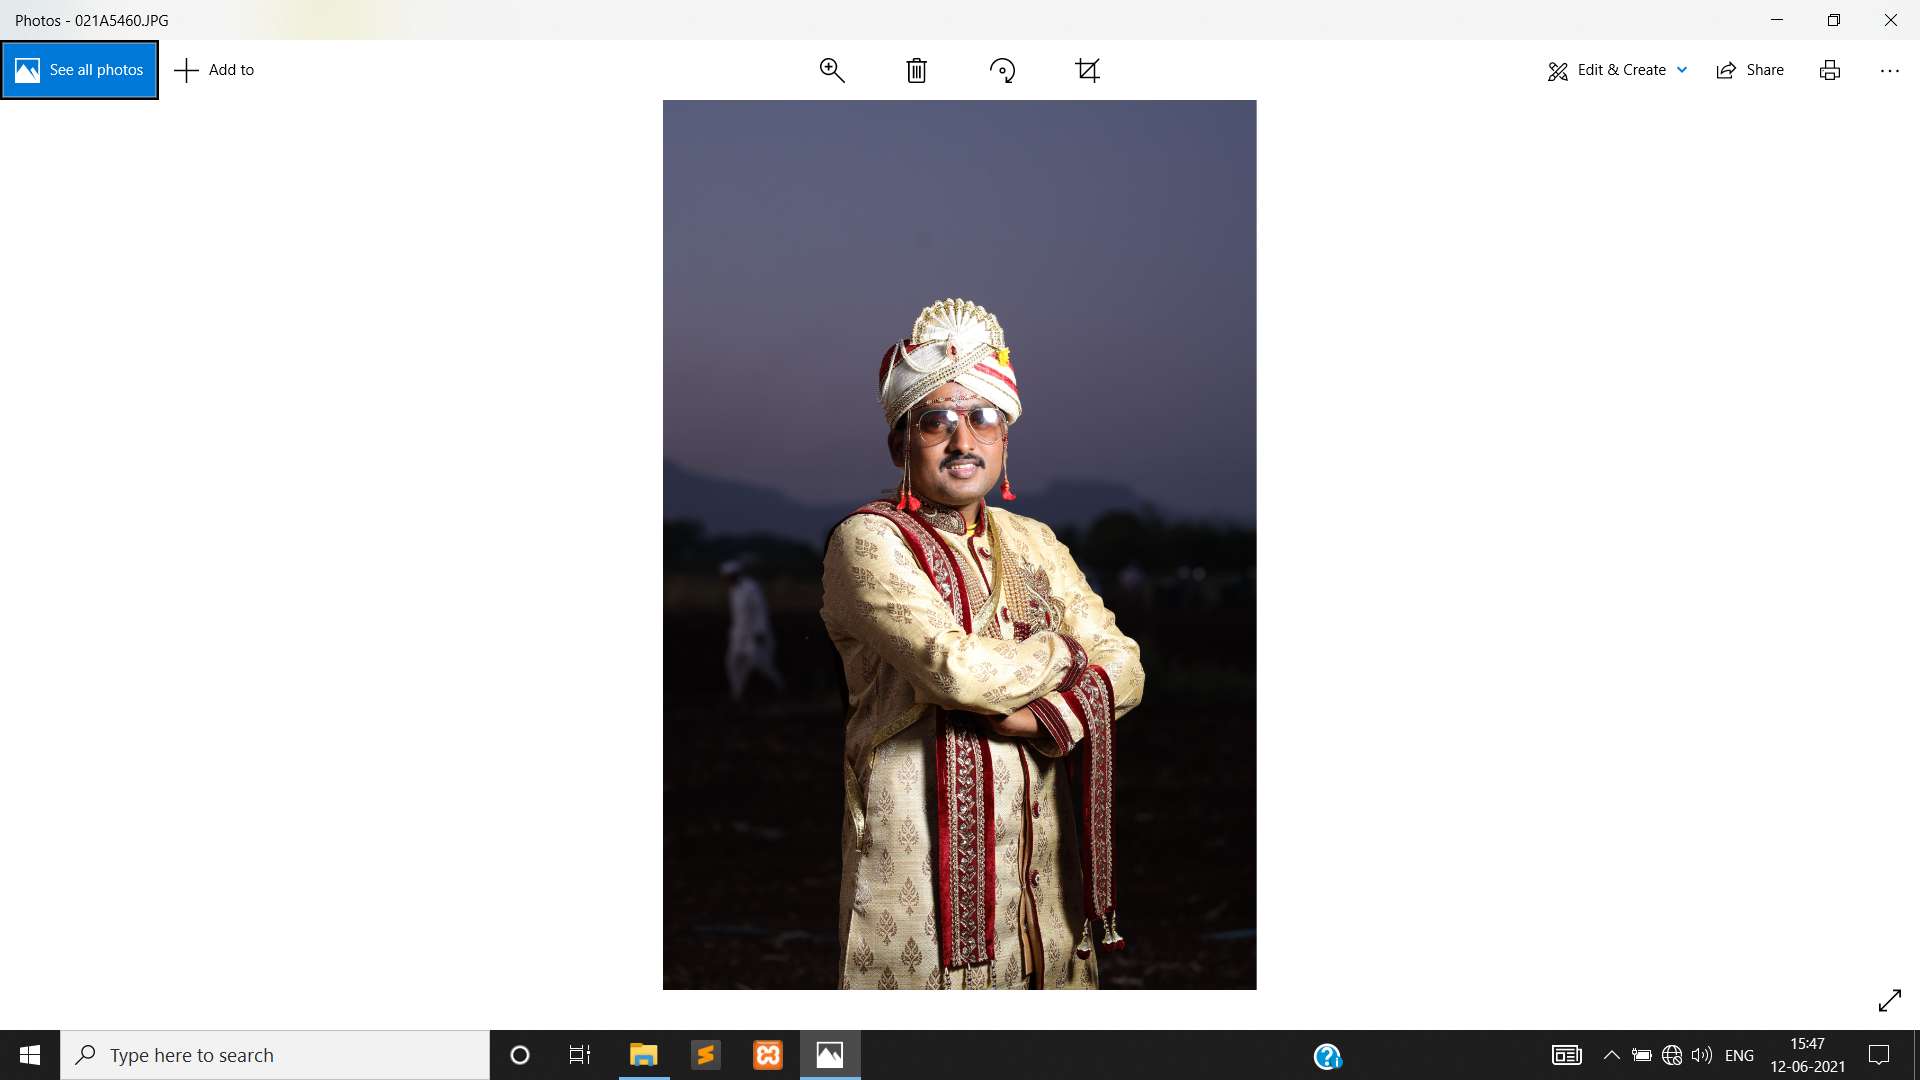 Photos - 021A5460.JPG
See all photos
Add to
Edit & Create
Share
Type here to search
ENG
15:47
12-06-2021